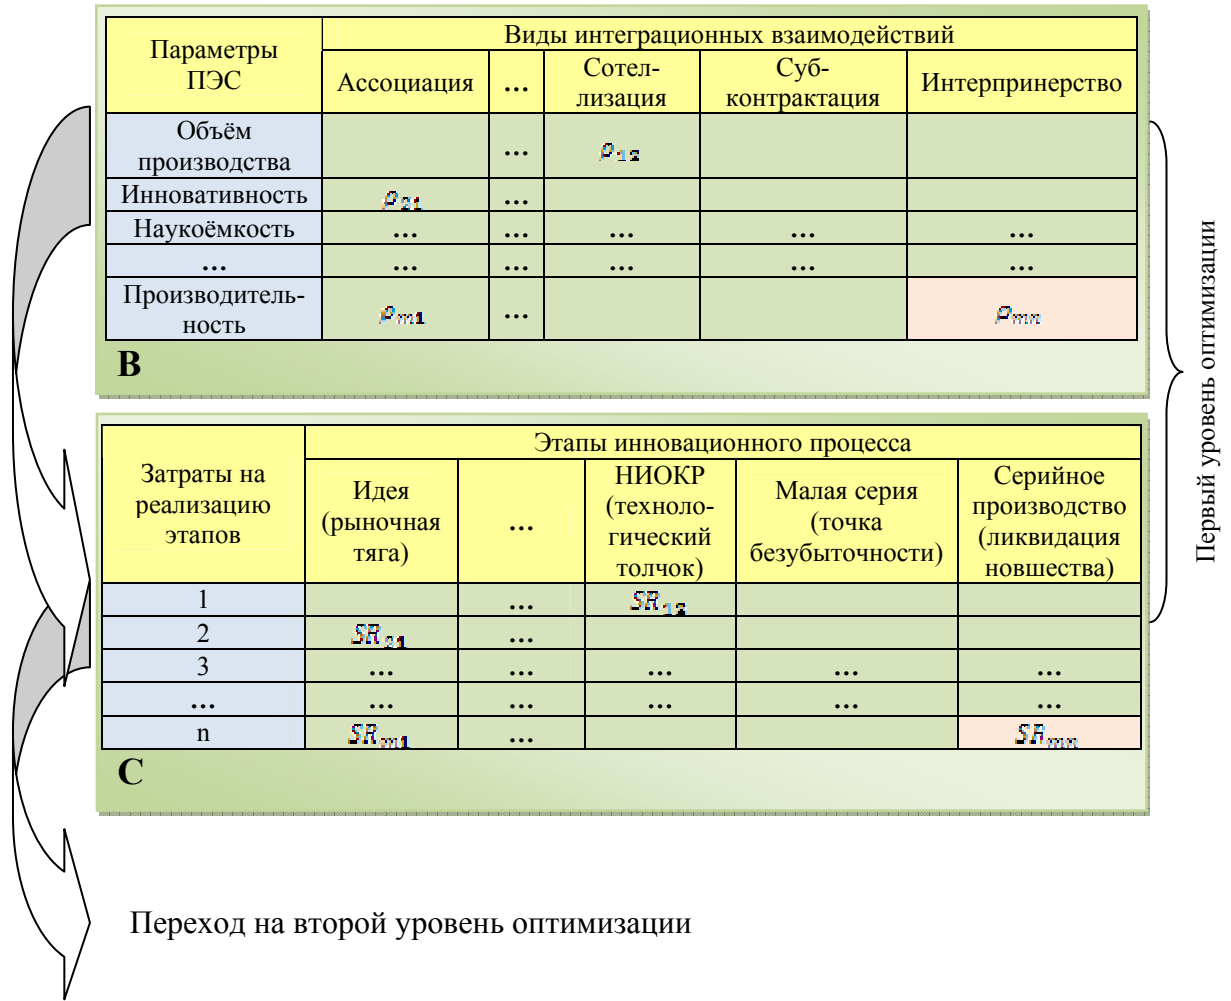 Параметры
ПЭС
Виды интеграционных взаимодействий
Ассоциация
...
Сотел-
лизация
Суб-
контрактация
Интерпринерство
Объём
производства
...
ρ₁₂
Инновативность
ρ₂₁
...
Наукоёмкость
...
...
...
...
...
...
...
...
...
...
...
Производитель-
ность
ρₘ₁
...
ρₘₙ
B
Затраты на
реализацию
этапов
Этапы инновационного процесса
Идея
(рыночная
тяга)
...
НИОКР
(техноло-
гический
толчок)
Малая серия
(точка
безубыточности)
Серийное
производство
(ликвидация
новшества)
1
...
SR₁₂
2
SR₂₁
...
3
...
...
...
...
...
...
...
...
...
...
...
n
SRₘ₁
...
SRₘₙ
C
Первый уровень оптимизации
Переход на второй уровень оптимизации